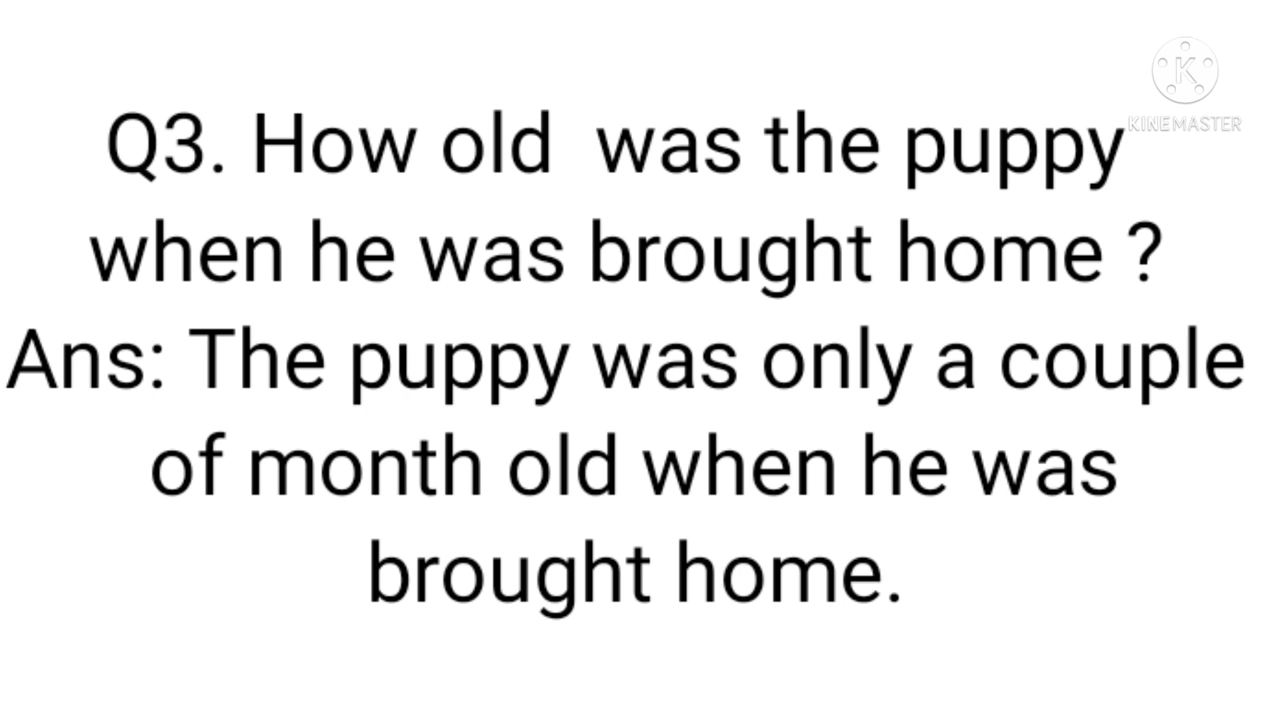 KINEMASTER
Q3. How old  was the puppy
when he was brought home ?
Ans: The puppy was only a couple
of month old when he was
brought home.